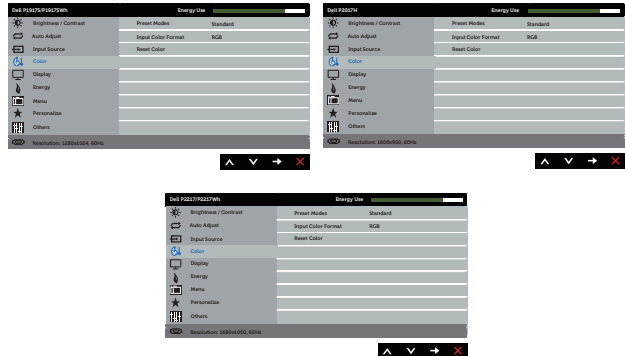 Dell P1917S/P1917SWh Energy Use
Brightness / Contrast Preset Modes Standard
Auto Adjust Input Color Format RGB
Input Source Reset Color
Color
Display
Energy
Menu
Personalize
Others
Resolution: 1280x1024, 60Hz
Dell P2017H Energy Use
Brightness / Contrast Preset Modes Standard
Auto Adjust Input Color Format RGB
Input Source Reset Color
Color
Display
Energy
Menu
Personalize
Others
Resolution: 1600x900, 60Hz
Dell P2217/P2217Wh Energy Use
Brightness / Contrast Preset Modes Standard
Auto Adjust Input Color Format RGB
Input Source Reset Color
Color
Display
Energy
Menu
Personalize
Others
Resolution: 1680x1050, 60Hz